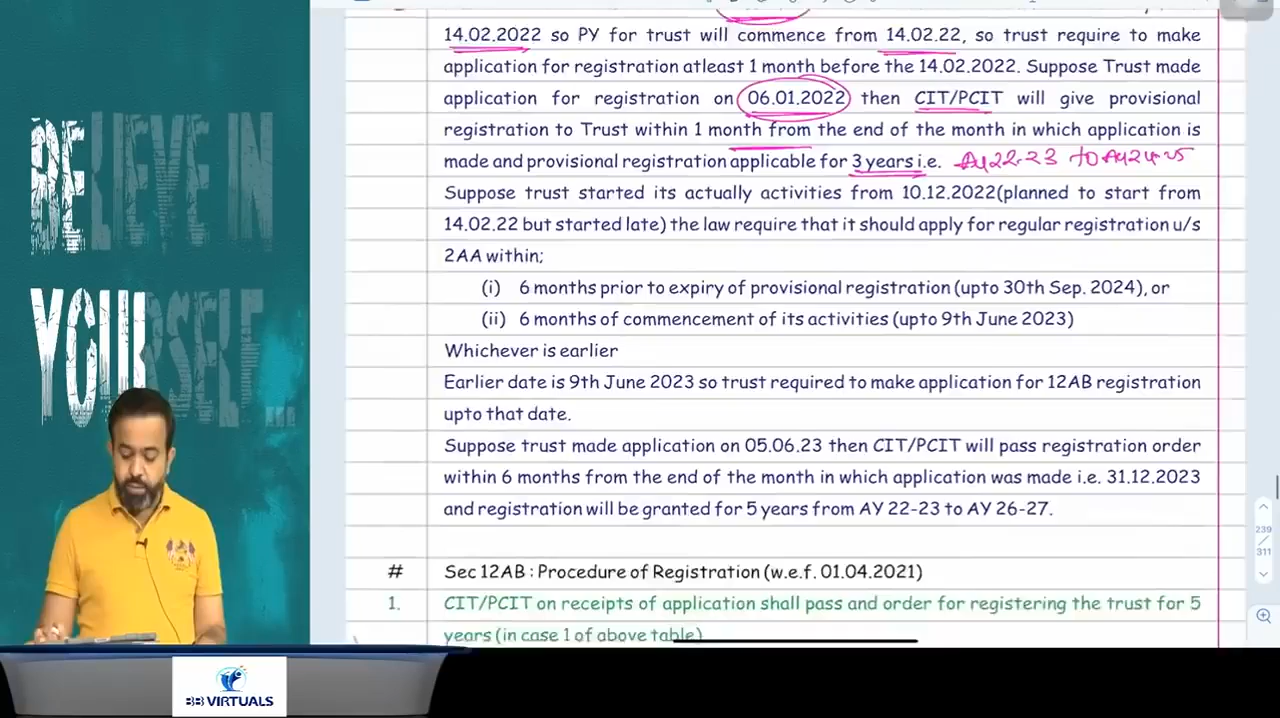 BELIEVE IN
YOURSELF...
14.02.2022 so PY for trust will commence from 14.02.22, so trust require to make
application for registration atleast 1 month before the 14.02.2022. Suppose Trust made
application for registration on 06.01.2022 then CIT/PCIT will give provisional
registration to Trust within 1 month from the end of the month in which application is
made and provisional registration applicable for 3 years i.e. AY22-23 to AY24-25
Suppose trust started its actually activities from 10.12.2022(planned to start from
14.02.22 but started late) the law require that it should apply for regular registration u/s
2AA within;
(i) 6 months prior to expiry of provisional registration (upto 30th Sep. 2024), or
(ii) 6 months of commencement of its activities (upto 9th June 2023)
Whichever is earlier
Earlier date is 9th June 2023 so trust required to make application for 12AB registration
upto that date.
Suppose trust made application on 05.06.23 then CIT/PCIT will pass registration order
within 6 months from the end of the month in which application was made i.e. 31.12.2023
and registration will be granted for 5 years from AY 22-23 to AY 26-27.
# Sec 12AB : Procedure of Registration (w.e.f. 01.04.2021)
1. CIT/PCIT on receipts of application shall pass and order for registering the trust for 5
years (in case 1 of above table)
239
/
311
BB VIRTUALS